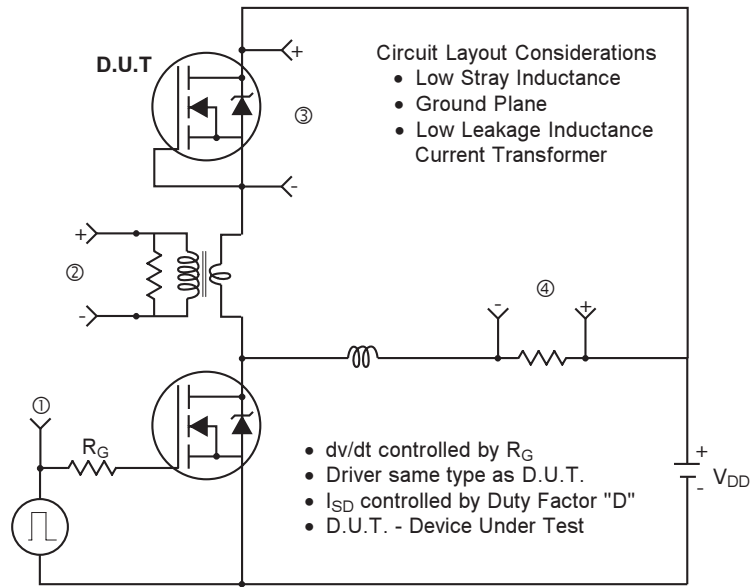 D.U.T
+
③
-
Circuit Layout Considerations
• Low Stray Inductance
• Ground Plane
• Low Leakage Inductance
Current Transformer
+
②
-
-
④
+
①
R_G
• dv/dt controlled by R_G
• Driver same type as D.U.T.
• I_SD controlled by Duty Factor "D"
• D.U.T. - Device Under Test
+
V_DD
-